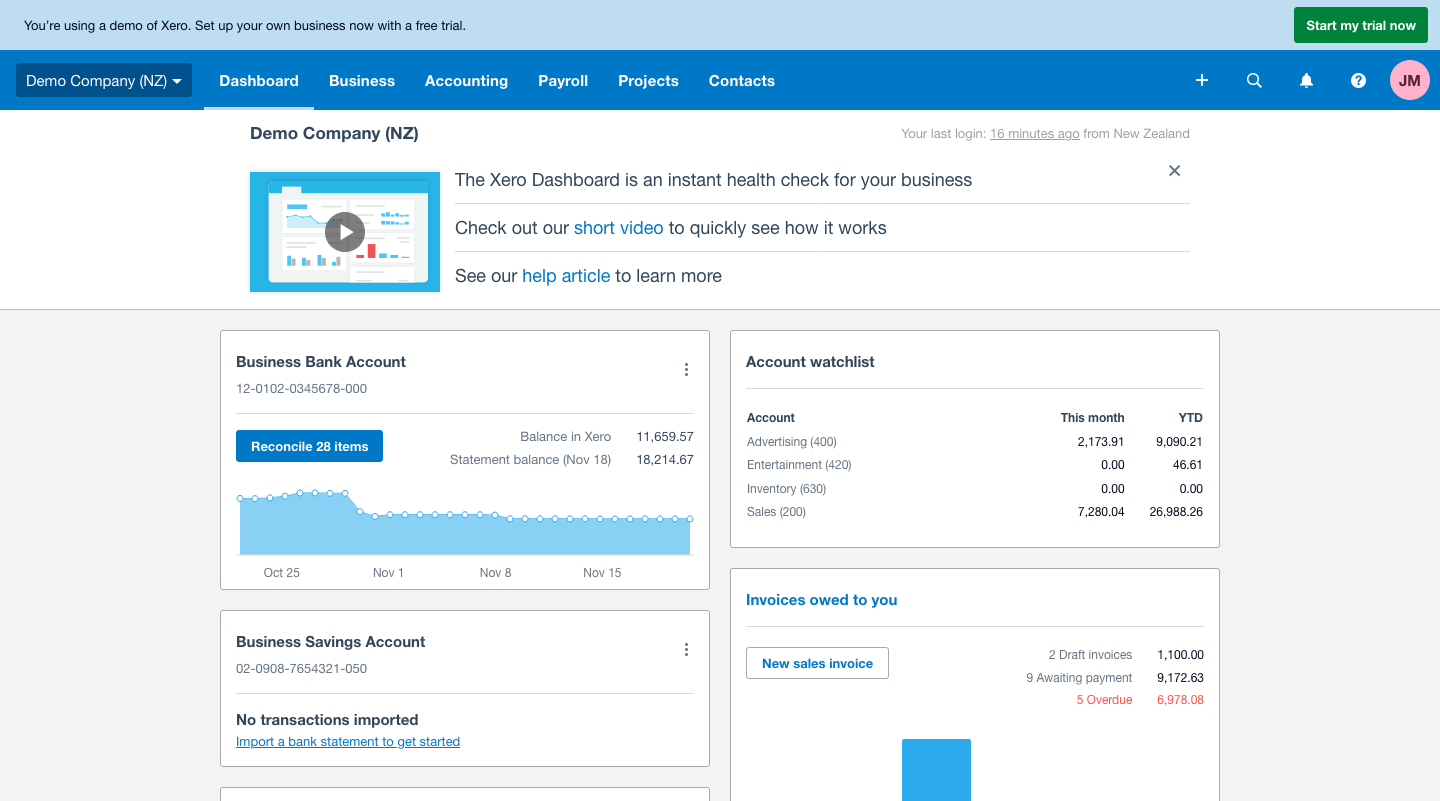 You're using a demo of Xero. Set up your own business now with a free trial.
Start my trial now
Demo Company (NZ)
Dashboard
Business
Accounting
Payroll
Projects
Contacts
JM
Demo Company (NZ)
Your last login: 16 minutes ago from New Zealand
The Xero Dashboard is an instant health check for your business
Check out our short video to quickly see how it works
See our help article to learn more
Business Bank Account
12-0102-0345678-000
Reconcile 28 items
Balance in Xero 11,659.57
Statement balance (Nov 18) 18,214.67
Oct 25 Nov 1 Nov 8 Nov 15
Business Savings Account
02-0908-7654321-050
No transactions imported
Import a bank statement to get started
Account watchlist
Account This month YTD
Advertising (400) 2,173.91 9,090.21
Entertainment (420) 0.00 46.61
Inventory (630) 0.00 0.00
Sales (200) 7,280.04 26,988.26
Invoices owed to you
New sales invoice
2 Draft invoices 1,100.00
9 Awaiting payment 9,172.63
5 Overdue 6,978.08